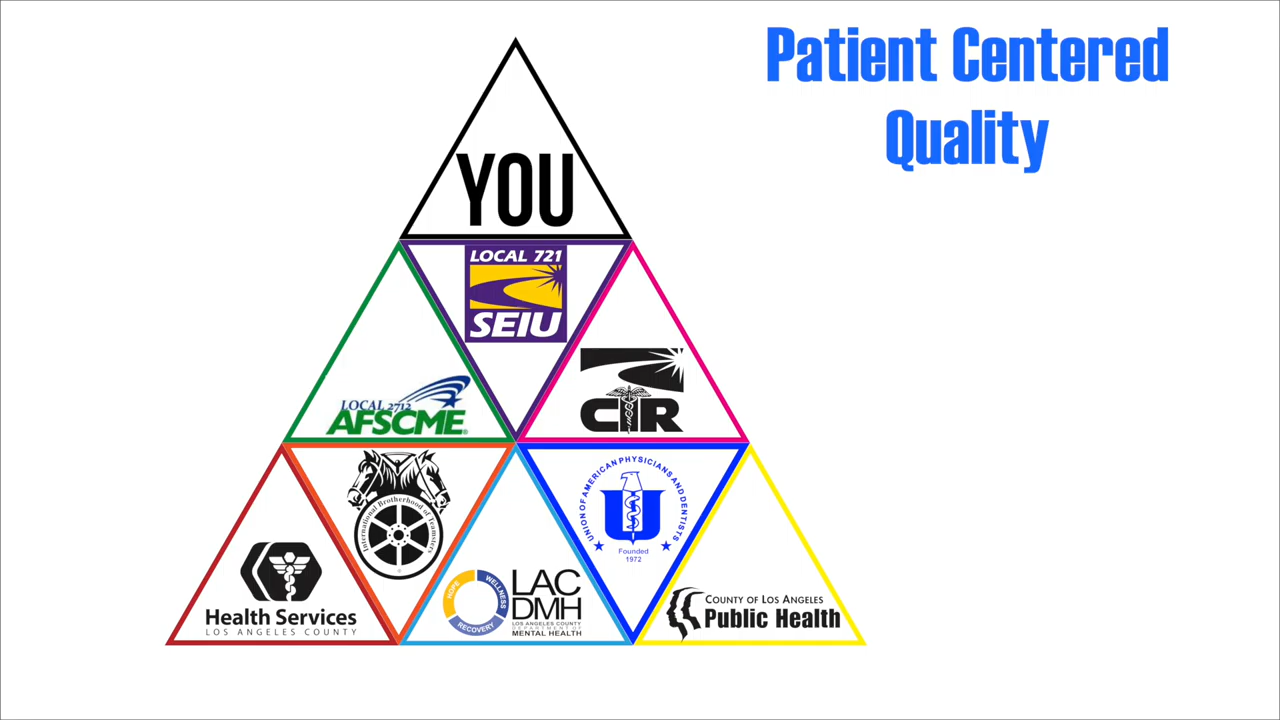 Patient Centered
Quality
YOU
LOCAL 721
SEIU
LOCAL 2712
AFSCME
CIR
International Brotherhood of Teamsters
UNION OF AMERICAN PHYSICIANS AND DENTISTS
Founded
1972
Health Services
LOS ANGELES COUNTY
HOPE
WELLNESS
RECOVERY
LAC
DMH
LOS ANGELES COUNTY
DEPARTMENT OF
MENTAL HEALTH
COUNTY OF LOS ANGELES
Public Health